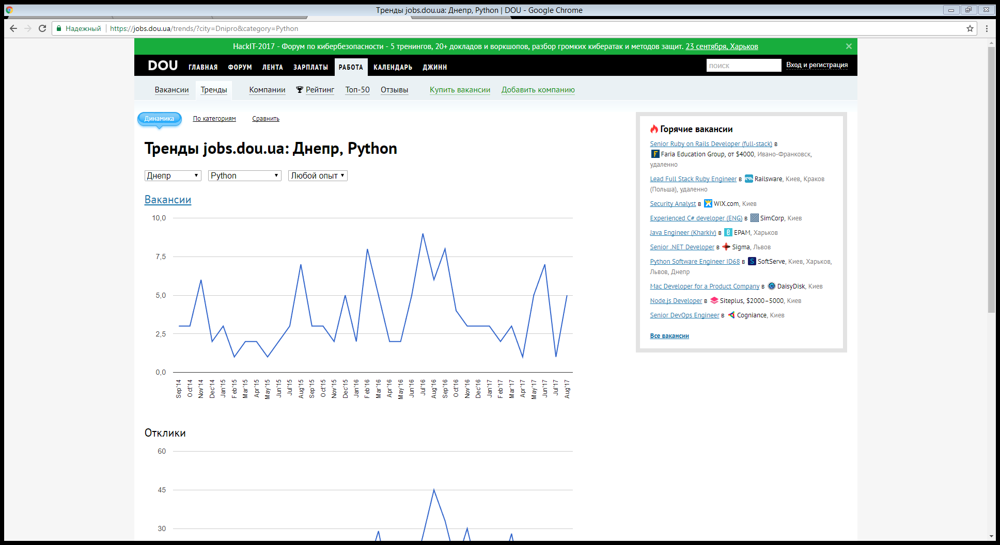 Тренды jobs.dou.ua: Днепр, Python | DOU - Google Chrome
Надежный https://jobs.dou.ua/trends/?city=Dnipro&category=Python
HackIT-2017 - Форум по кибербезопасности - 5 тренингов, 20+ докладов и воркшопов, разбор громких кибератак и методов защит. 23 сентября, Харьков
DOU ГЛАВНАЯ ФОРУМ ЛЕНТА ЗАРПЛАТЫ РАБОТА КАЛЕНДАРЬ ДЖИНН поиск Вход и регистрация
Вакансии Тренды Компании Рейтинг Топ-50 Отзывы Купить вакансии Добавить компанию
Динамика По категориям Сравнить
Тренды jobs.dou.ua: Днепр, Python
Днепр Python Любой опыт
Вакансии
10,0
7,5
5,0
2,5
0,0
Sep'14 Oct'14 Nov'14 Dec'14 Jan'15 Feb'15 Mar'15 Apr'15 May'15 Jun'15 Jul'15 Aug'15 Sep'15 Oct'15 Nov'15 Dec'15 Jan'16 Feb'16 Mar'16 Apr'16 May'16 Jun'16 Jul'16 Aug'16 Sep'16 Oct'16 Nov'16 Dec'16 Jan'17 Feb'17 Mar'17 Apr'17 May'17 Jun'17 Jul'17 Aug'17
Отклики
60
45
30
Горячие вакансии
Senior Ruby on Rails Developer (full-stack) в
Faria Education Group, от $4000, Ивано-Франковск,
удаленно
Lead Full Stack Ruby Engineer в Railsware, Киев, Краков
(Польша), удаленно
Security Analyst в WIX.com, Киев
Experienced C# developer (ENG) в SimCorp, Киев
Java Engineer (Kharkiv) в EPAM, Харьков
Senior .NET Developer в Sigma, Львов
Python Software Engineer ID68 в SoftServe, Киев, Харьков,
Львов, Днепр
Mac Developer for a Product Company в DaisyDisk, Киев
Node.js Developer в Siteplus, $2000–5000, Киев
Senior DevOps Engineer в Cogniance, Киев
Все вакансии